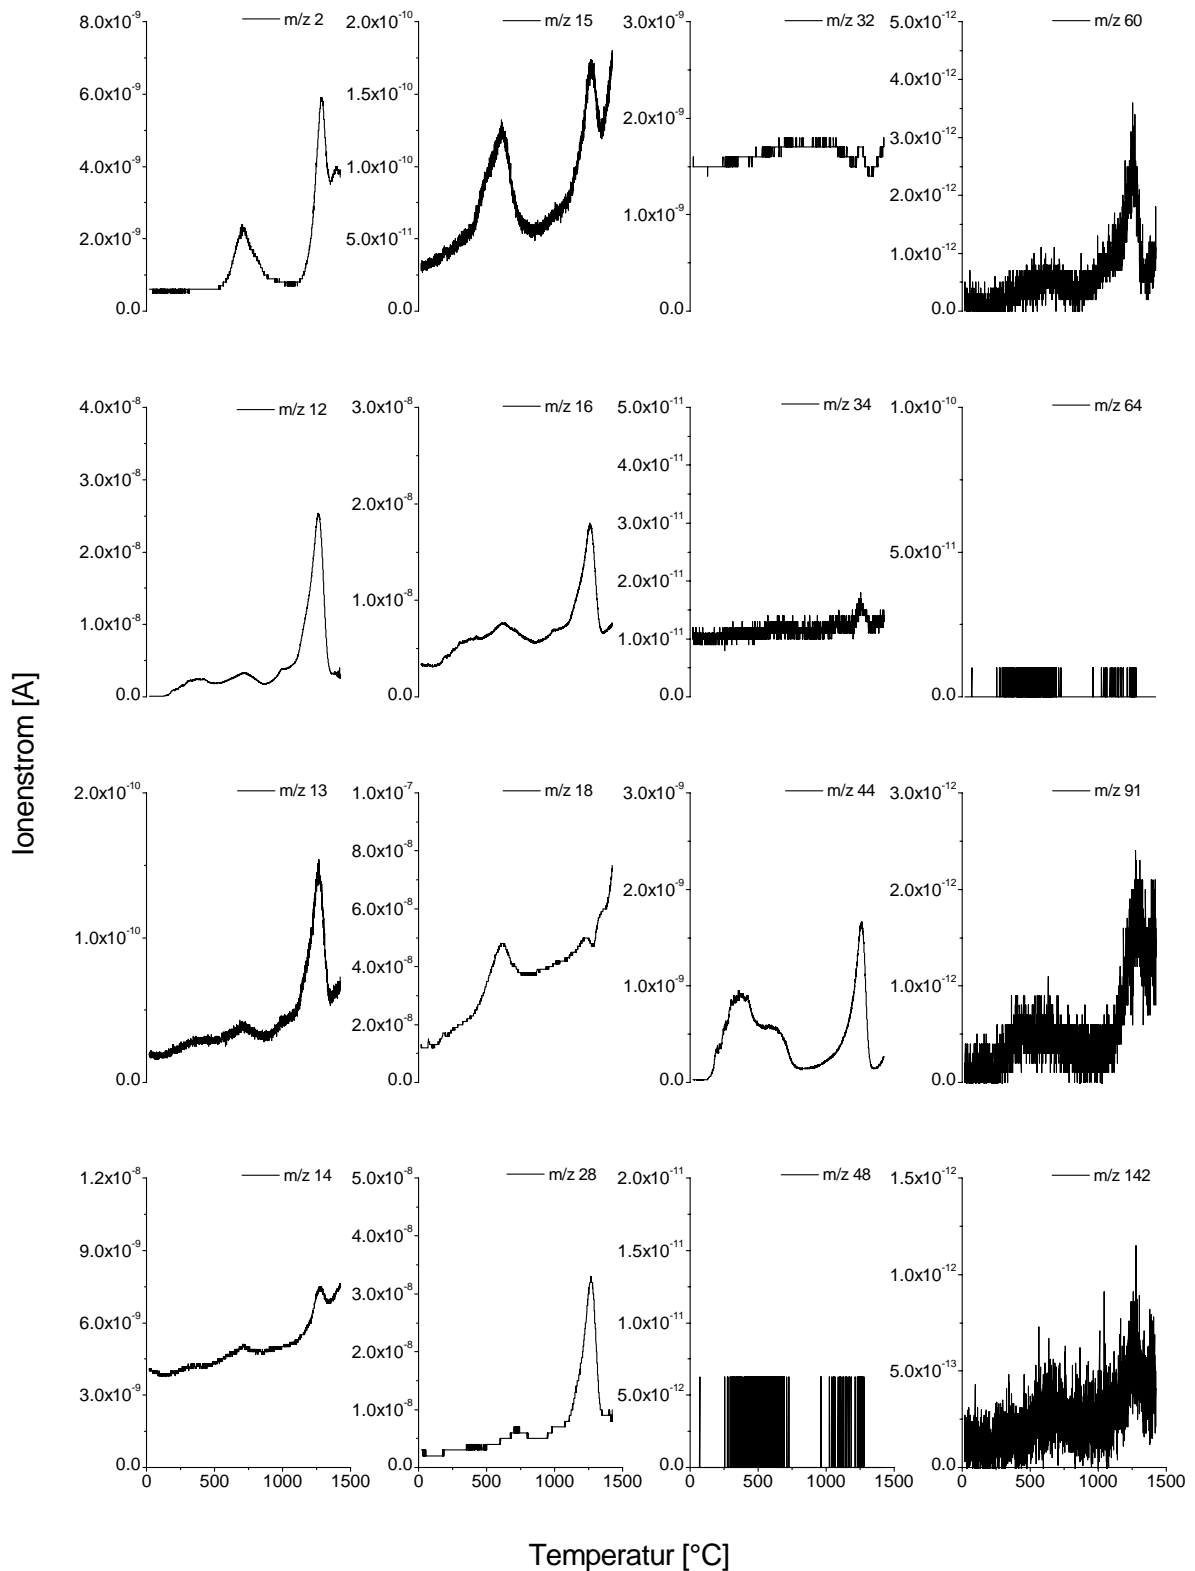 Ionenstrom [A]
m/z 2
8.0x10⁻⁹
6.0x10⁻⁹
4.0x10⁻⁹
2.0x10⁻⁹
0.0
m/z 15
2.0x10⁻¹⁰
1.5x10⁻¹⁰
1.0x10⁻¹⁰
5.0x10⁻¹¹
0.0
m/z 32
3.0x10⁻⁹
2.0x10⁻⁹
1.0x10⁻⁹
0.0
m/z 60
5.0x10⁻¹²
4.0x10⁻¹²
3.0x10⁻¹²
2.0x10⁻¹²
1.0x10⁻¹²
0.0
m/z 12
4.0x10⁻⁸
3.0x10⁻⁸
2.0x10⁻⁸
1.0x10⁻⁸
0.0
m/z 16
3.0x10⁻⁸
2.0x10⁻⁸
1.0x10⁻⁸
0.0
m/z 34
5.0x10⁻¹¹
4.0x10⁻¹¹
3.0x10⁻¹¹
2.0x10⁻¹¹
1.0x10⁻¹¹
0.0
m/z 64
1.0x10⁻¹⁰
5.0x10⁻¹¹
0.0
m/z 13
2.0x10⁻¹⁰
1.0x10⁻¹⁰
0.0
m/z 18
1.0x10⁻⁷
8.0x10⁻⁸
6.0x10⁻⁸
4.0x10⁻⁸
2.0x10⁻⁸
0.0
m/z 44
3.0x10⁻⁹
2.0x10⁻⁹
1.0x10⁻⁹
0.0
m/z 91
3.0x10⁻¹²
2.0x10⁻¹²
1.0x10⁻¹²
0.0
m/z 14
1.2x10⁻⁸
9.0x10⁻⁹
6.0x10⁻⁹
3.0x10⁻⁹
0.0
0 500 1000 1500
m/z 28
5.0x10⁻⁸
4.0x10⁻⁸
3.0x10⁻⁸
2.0x10⁻⁸
1.0x10⁻⁸
0.0
0 500 1000 1500
m/z 48
2.0x10⁻¹¹
1.5x10⁻¹¹
1.0x10⁻¹¹
5.0x10⁻¹²
0.0
0 500 1000 1500
m/z 142
1.5x10⁻¹²
1.0x10⁻¹²
5.0x10⁻¹³
0.0
0 500 1000 1500
Temperatur [°C]